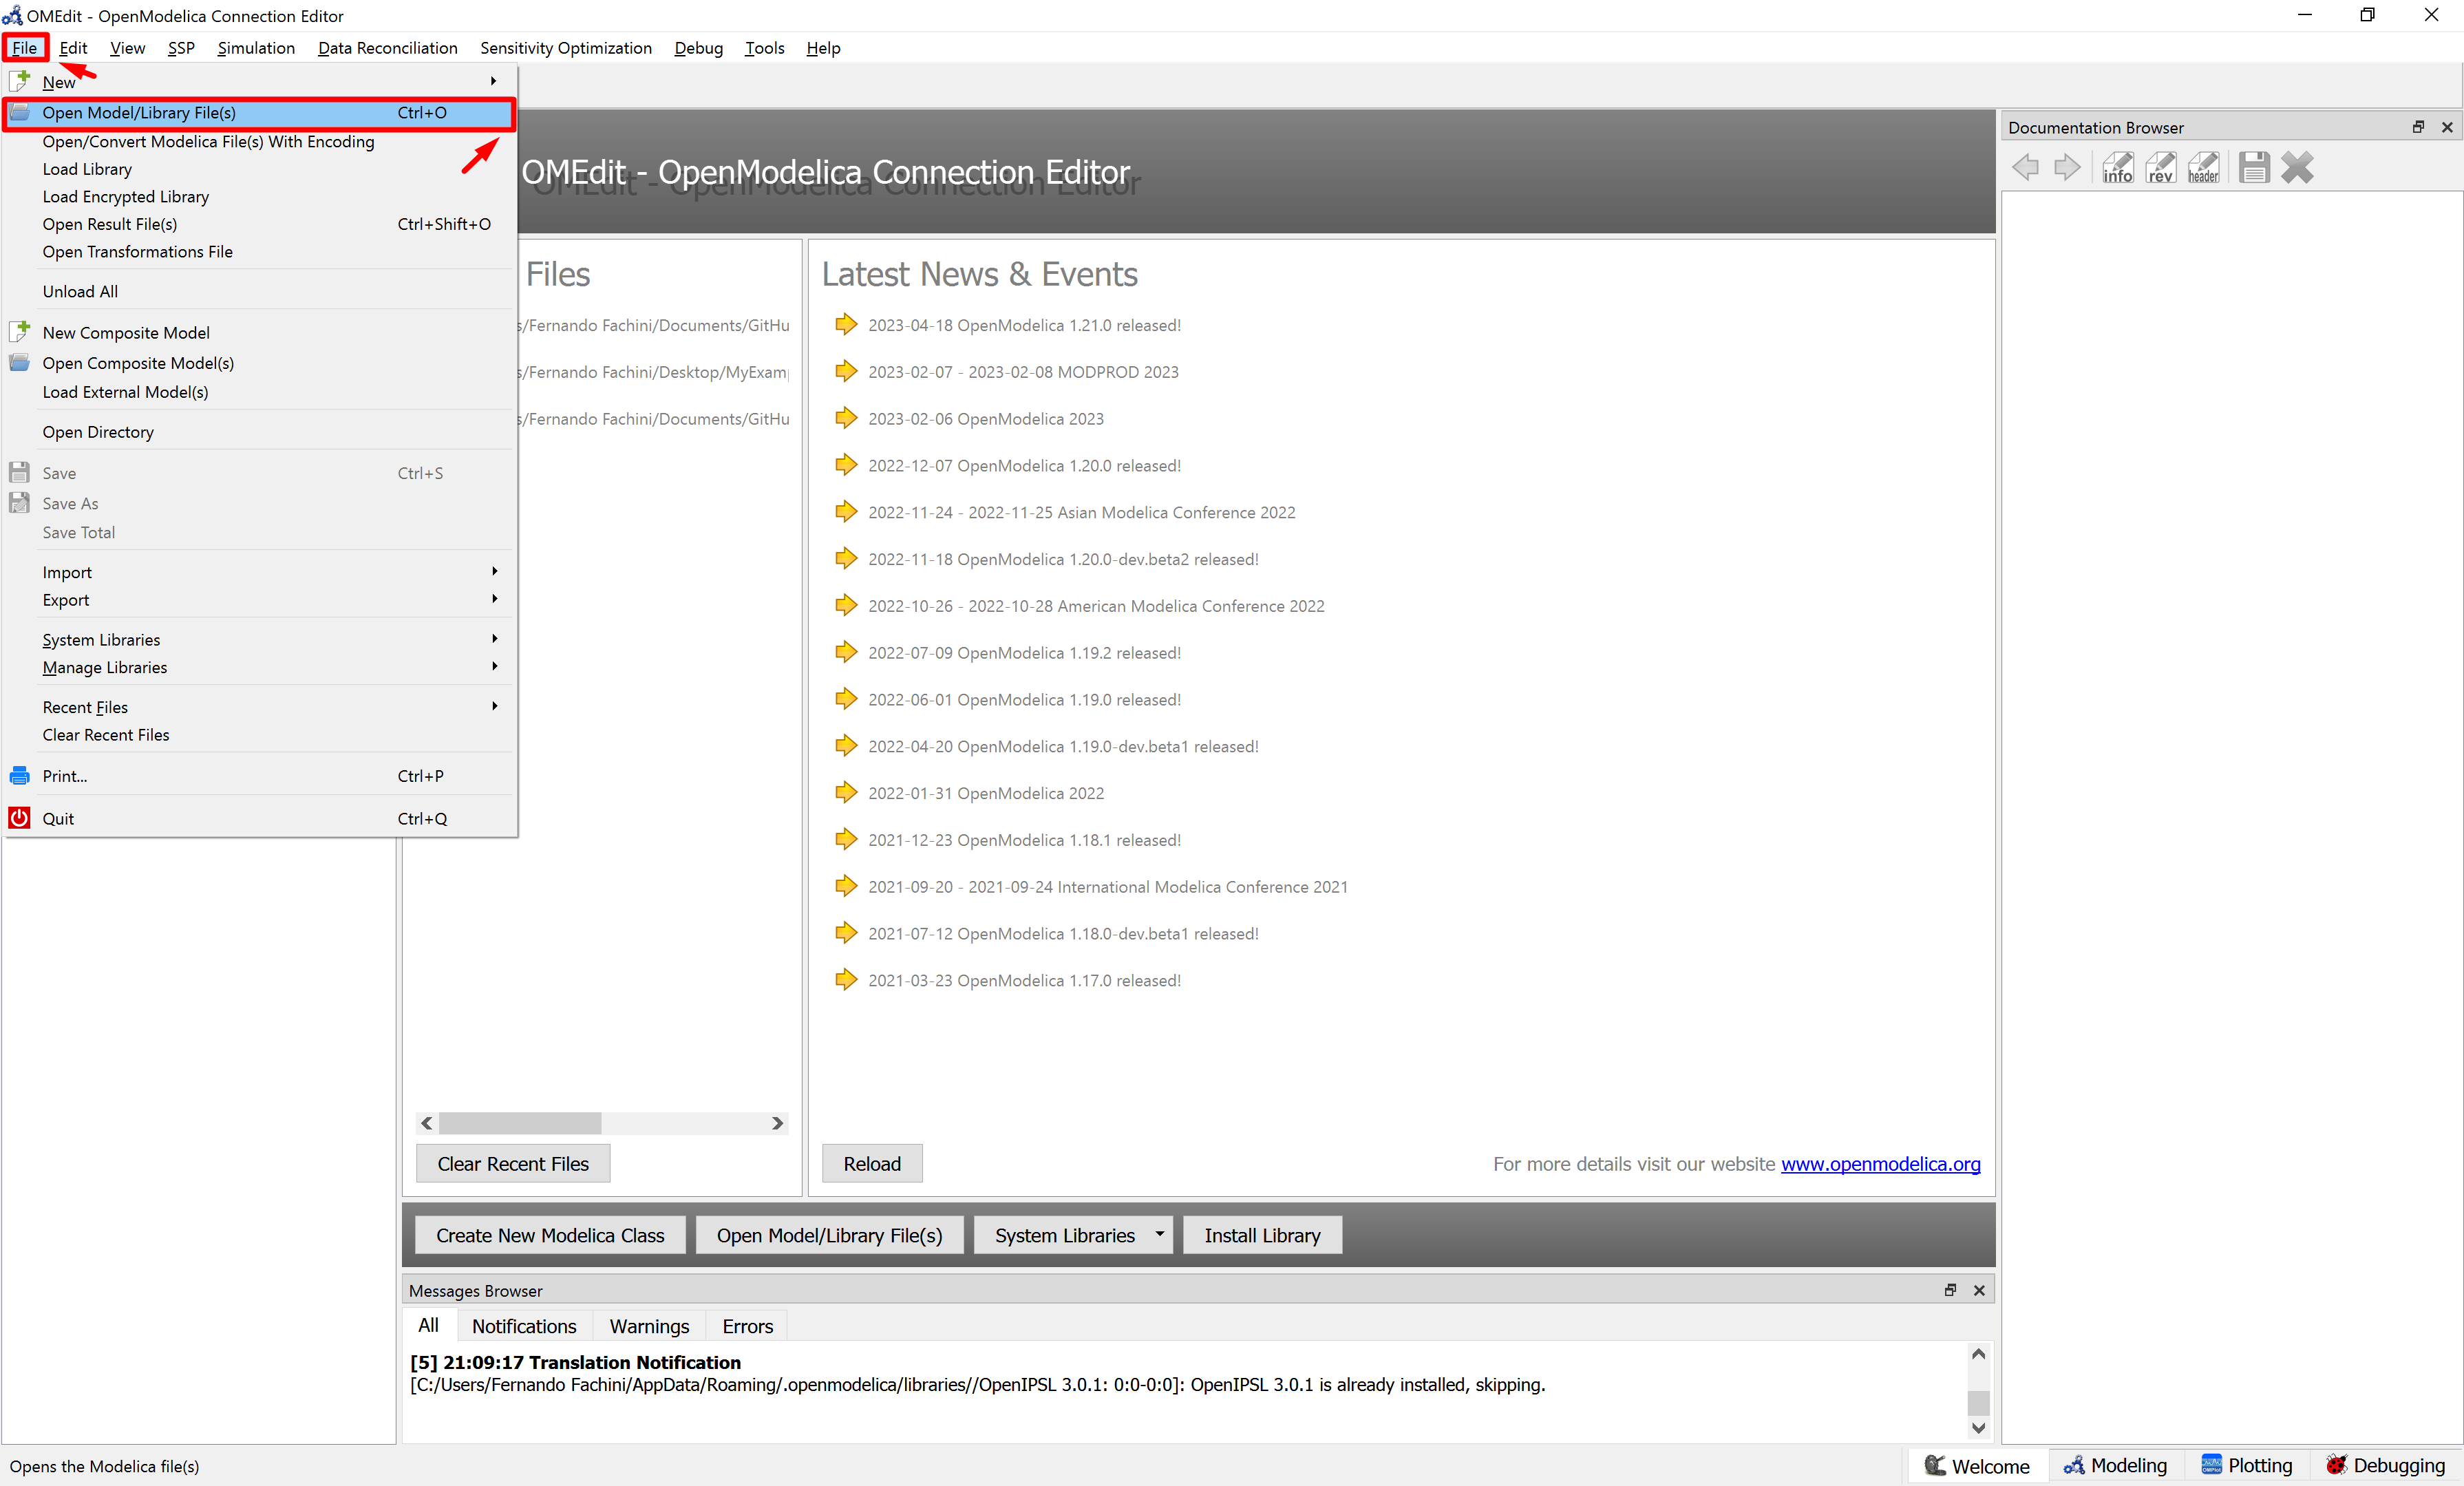 OMEdit - OpenModelica Connection Editor
File Edit View SSP Simulation Data Reconciliation Sensitivity Optimization Debug Tools Help
New
Open Model/Library File(s) Ctrl+O
Open/Convert Modelica File(s) With Encoding
Load Library
Load Encrypted Library
Open Result File(s) Ctrl+Shift+O
Open Transformations File
Unload All
New Composite Model
Open Composite Model(s)
Load External Model(s)
Open Directory
Save Ctrl+S
Save As
Save Total
Import
Export
System Libraries
Manage Libraries
Recent Files
Clear Recent Files
Print... Ctrl+P
Quit Ctrl+Q
OMEdit - OpenModelica Connection Editor
Files
s/Fernando Fachini/Documents/GitHu
s/Fernando Fachini/Desktop/MyExam
s/Fernando Fachini/Documents/GitHu
Clear Recent Files
Latest News & Events
2023-04-18 OpenModelica 1.21.0 released!
2023-02-07 - 2023-02-08 MODPROD 2023
2023-02-06 OpenModelica 2023
2022-12-07 OpenModelica 1.20.0 released!
2022-11-24 - 2022-11-25 Asian Modelica Conference 2022
2022-11-18 OpenModelica 1.20.0-dev.beta2 released!
2022-10-26 - 2022-10-28 American Modelica Conference 2022
2022-07-09 OpenModelica 1.19.2 released!
2022-06-01 OpenModelica 1.19.0 released!
2022-04-20 OpenModelica 1.19.0-dev.beta1 released!
2022-01-31 OpenModelica 2022
2021-12-23 OpenModelica 1.18.1 released!
2021-09-20 - 2021-09-24 International Modelica Conference 2021
2021-07-12 OpenModelica 1.18.0-dev.beta1 released!
2021-03-23 OpenModelica 1.17.0 released!
Reload
For more details visit our website www.openmodelica.org
Create New Modelica Class Open Model/Library File(s) System Libraries Install Library
Messages Browser
All Notifications Warnings Errors
[5] 21:09:17 Translation Notification
[C:/Users/Fernando Fachini/AppData/Roaming/.openmodelica/libraries//OpenIPSL 3.0.1: 0:0-0:0]: OpenIPSL 3.0.1 is already installed, skipping.
Documentation Browser
info rev header
Opens the Modelica file(s)
Welcome Modeling Plotting Debugging